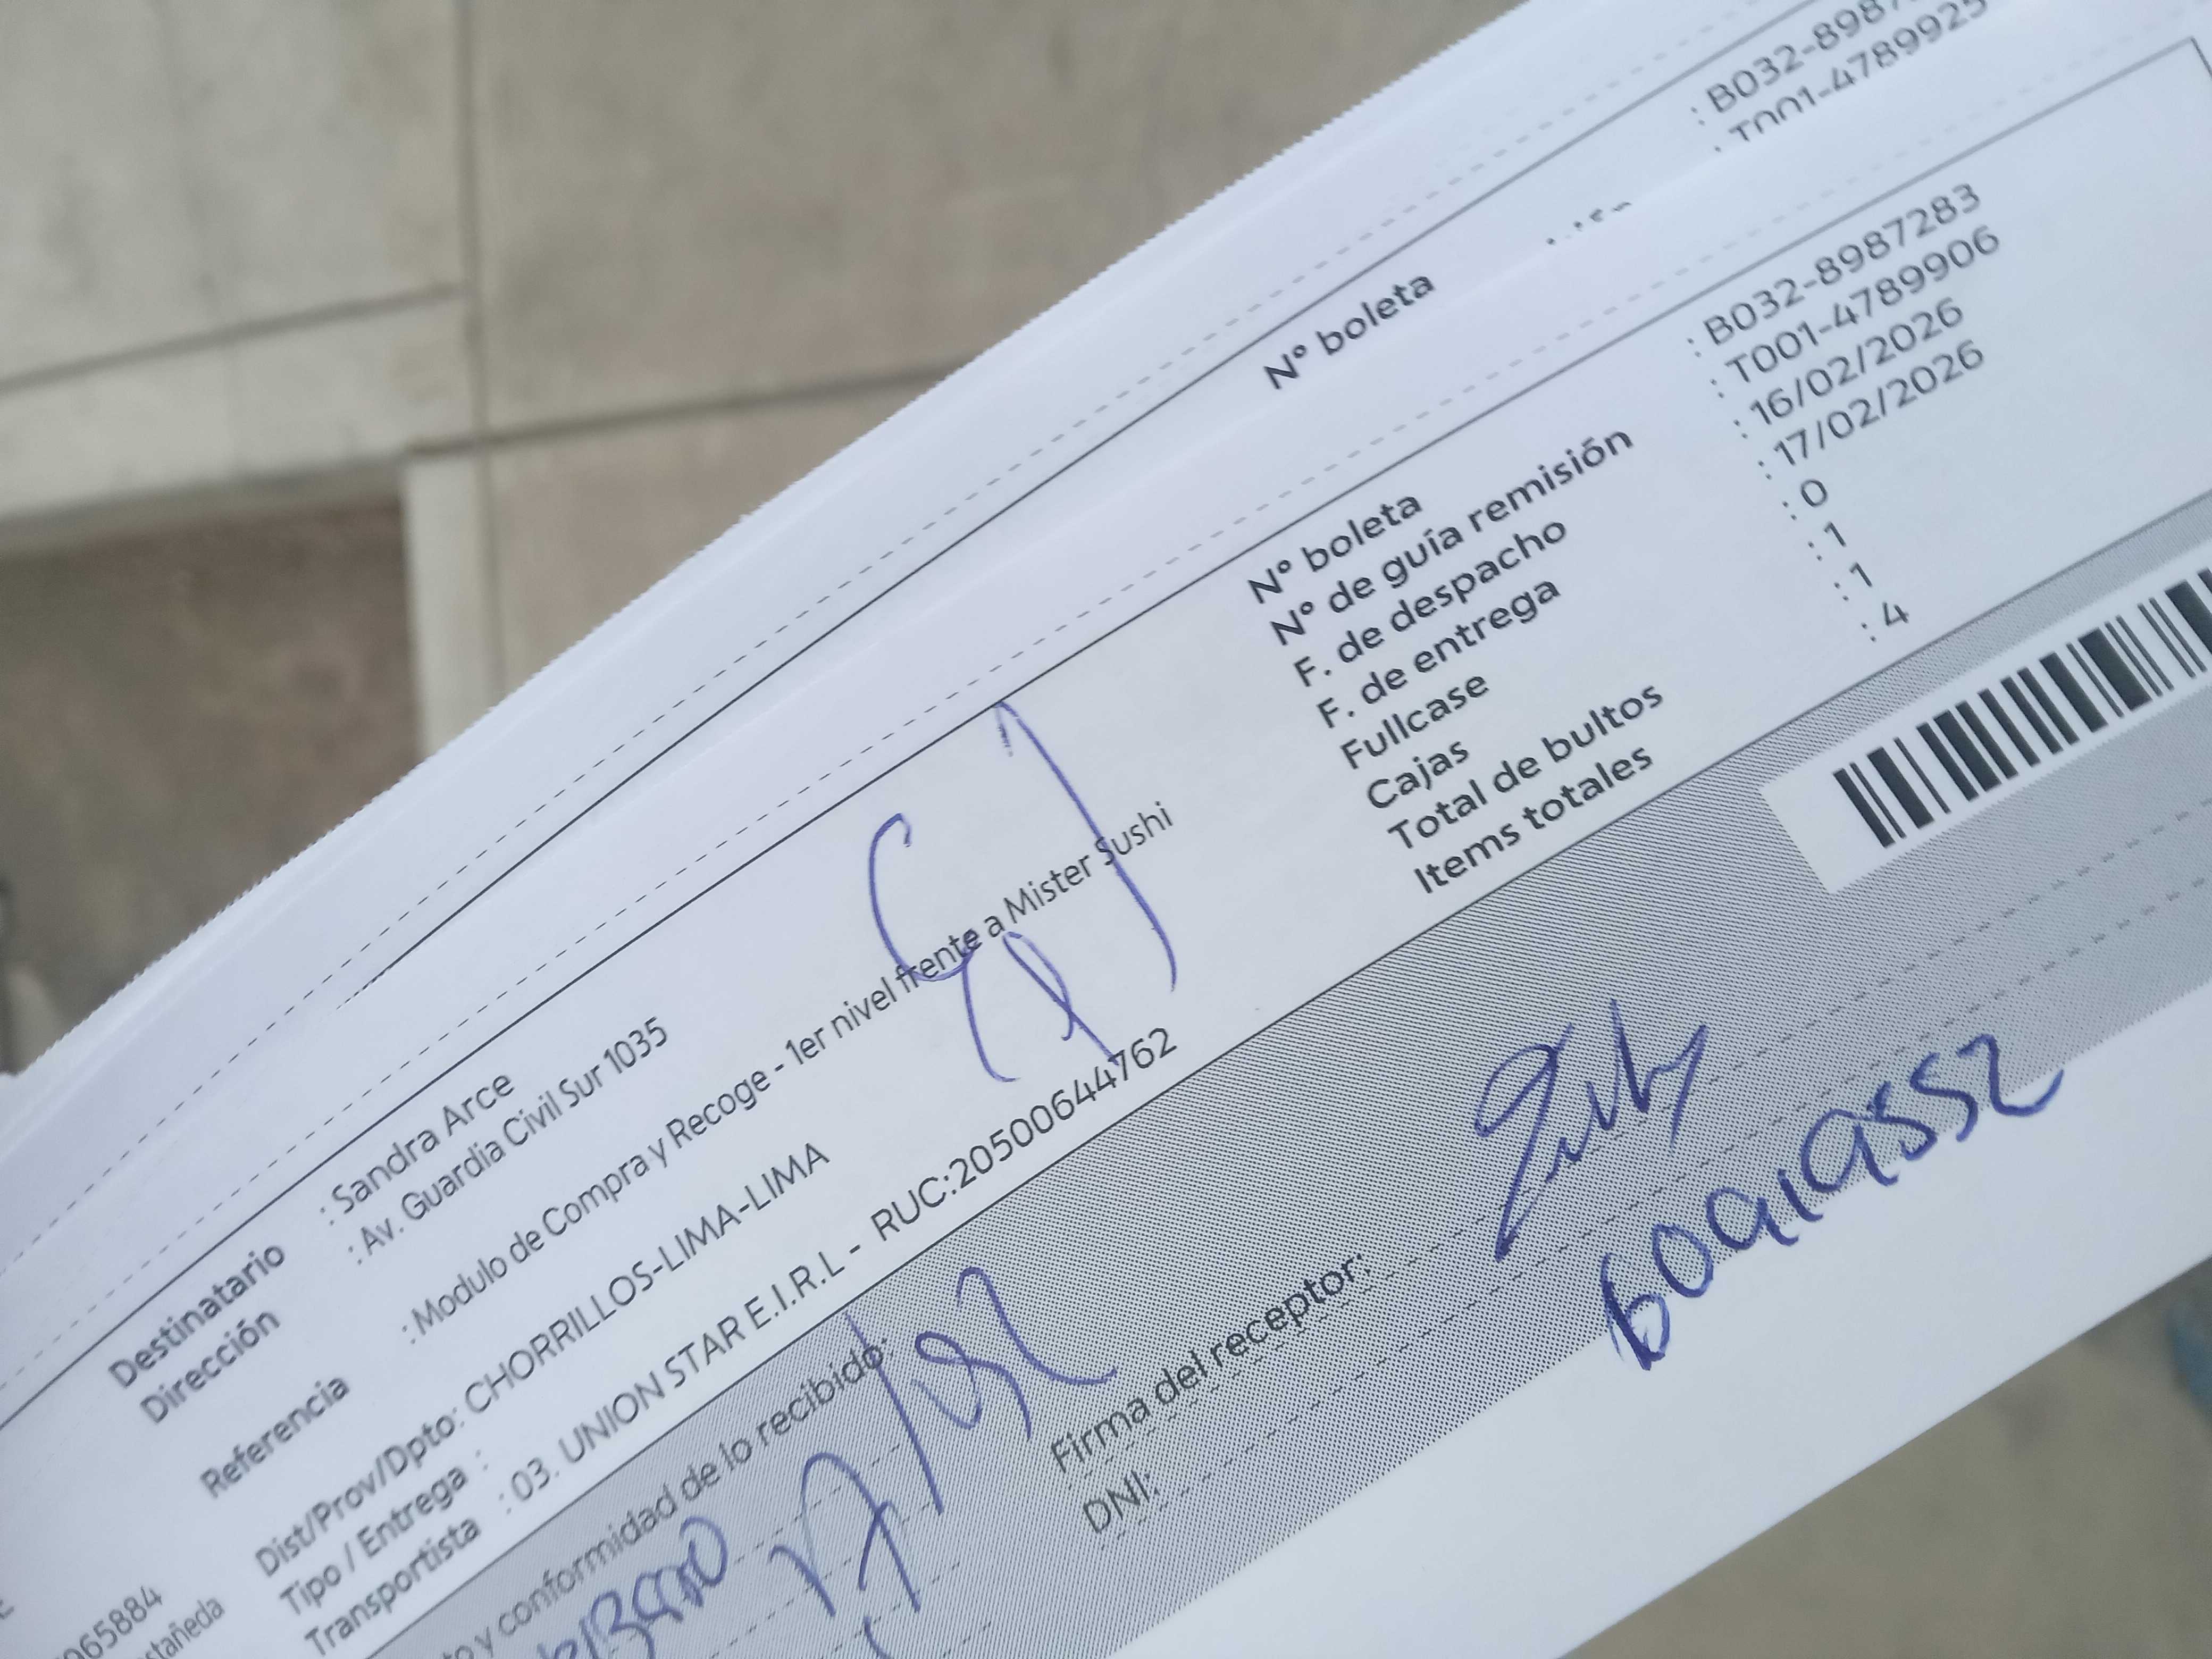 : B032-8987
: T001-4789925
N° boleta
N° boleta : B032-8987283
N° de guía remisión : T001-4789906
F. de despacho : 16/02/2026
F. de entrega : 17/02/2026
Fullcase : 0
Cajas : 1
Total de bultos : 1
Items totales : 4
Destinatario : Sandra Arce
Dirección : Av. Guardia Civil Sur 1035
Referencia : Modulo de Compra y Recoge - 1er nivel frente a Mister Sushi
Dist/Prov/Dpto: CHORRILLOS-LIMA-LIMA
Tipo / Entrega :
Transportista : 03. UNION STAR E.I.R.L - RUC:20500644762
065884
stañeda
y conformidad de lo recibido:
Firma del receptor:
DNI: 60919552